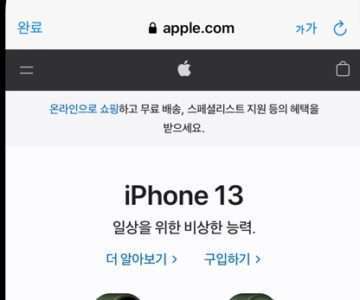 완료 apple.com 가가
온라인으로 쇼핑하고 무료 배송, 스페셜리스트 지원 등의 혜택을
받으세요.
iPhone 13
일상을 위한 비상한 능력.
더 알아보기 > 구입하기 >